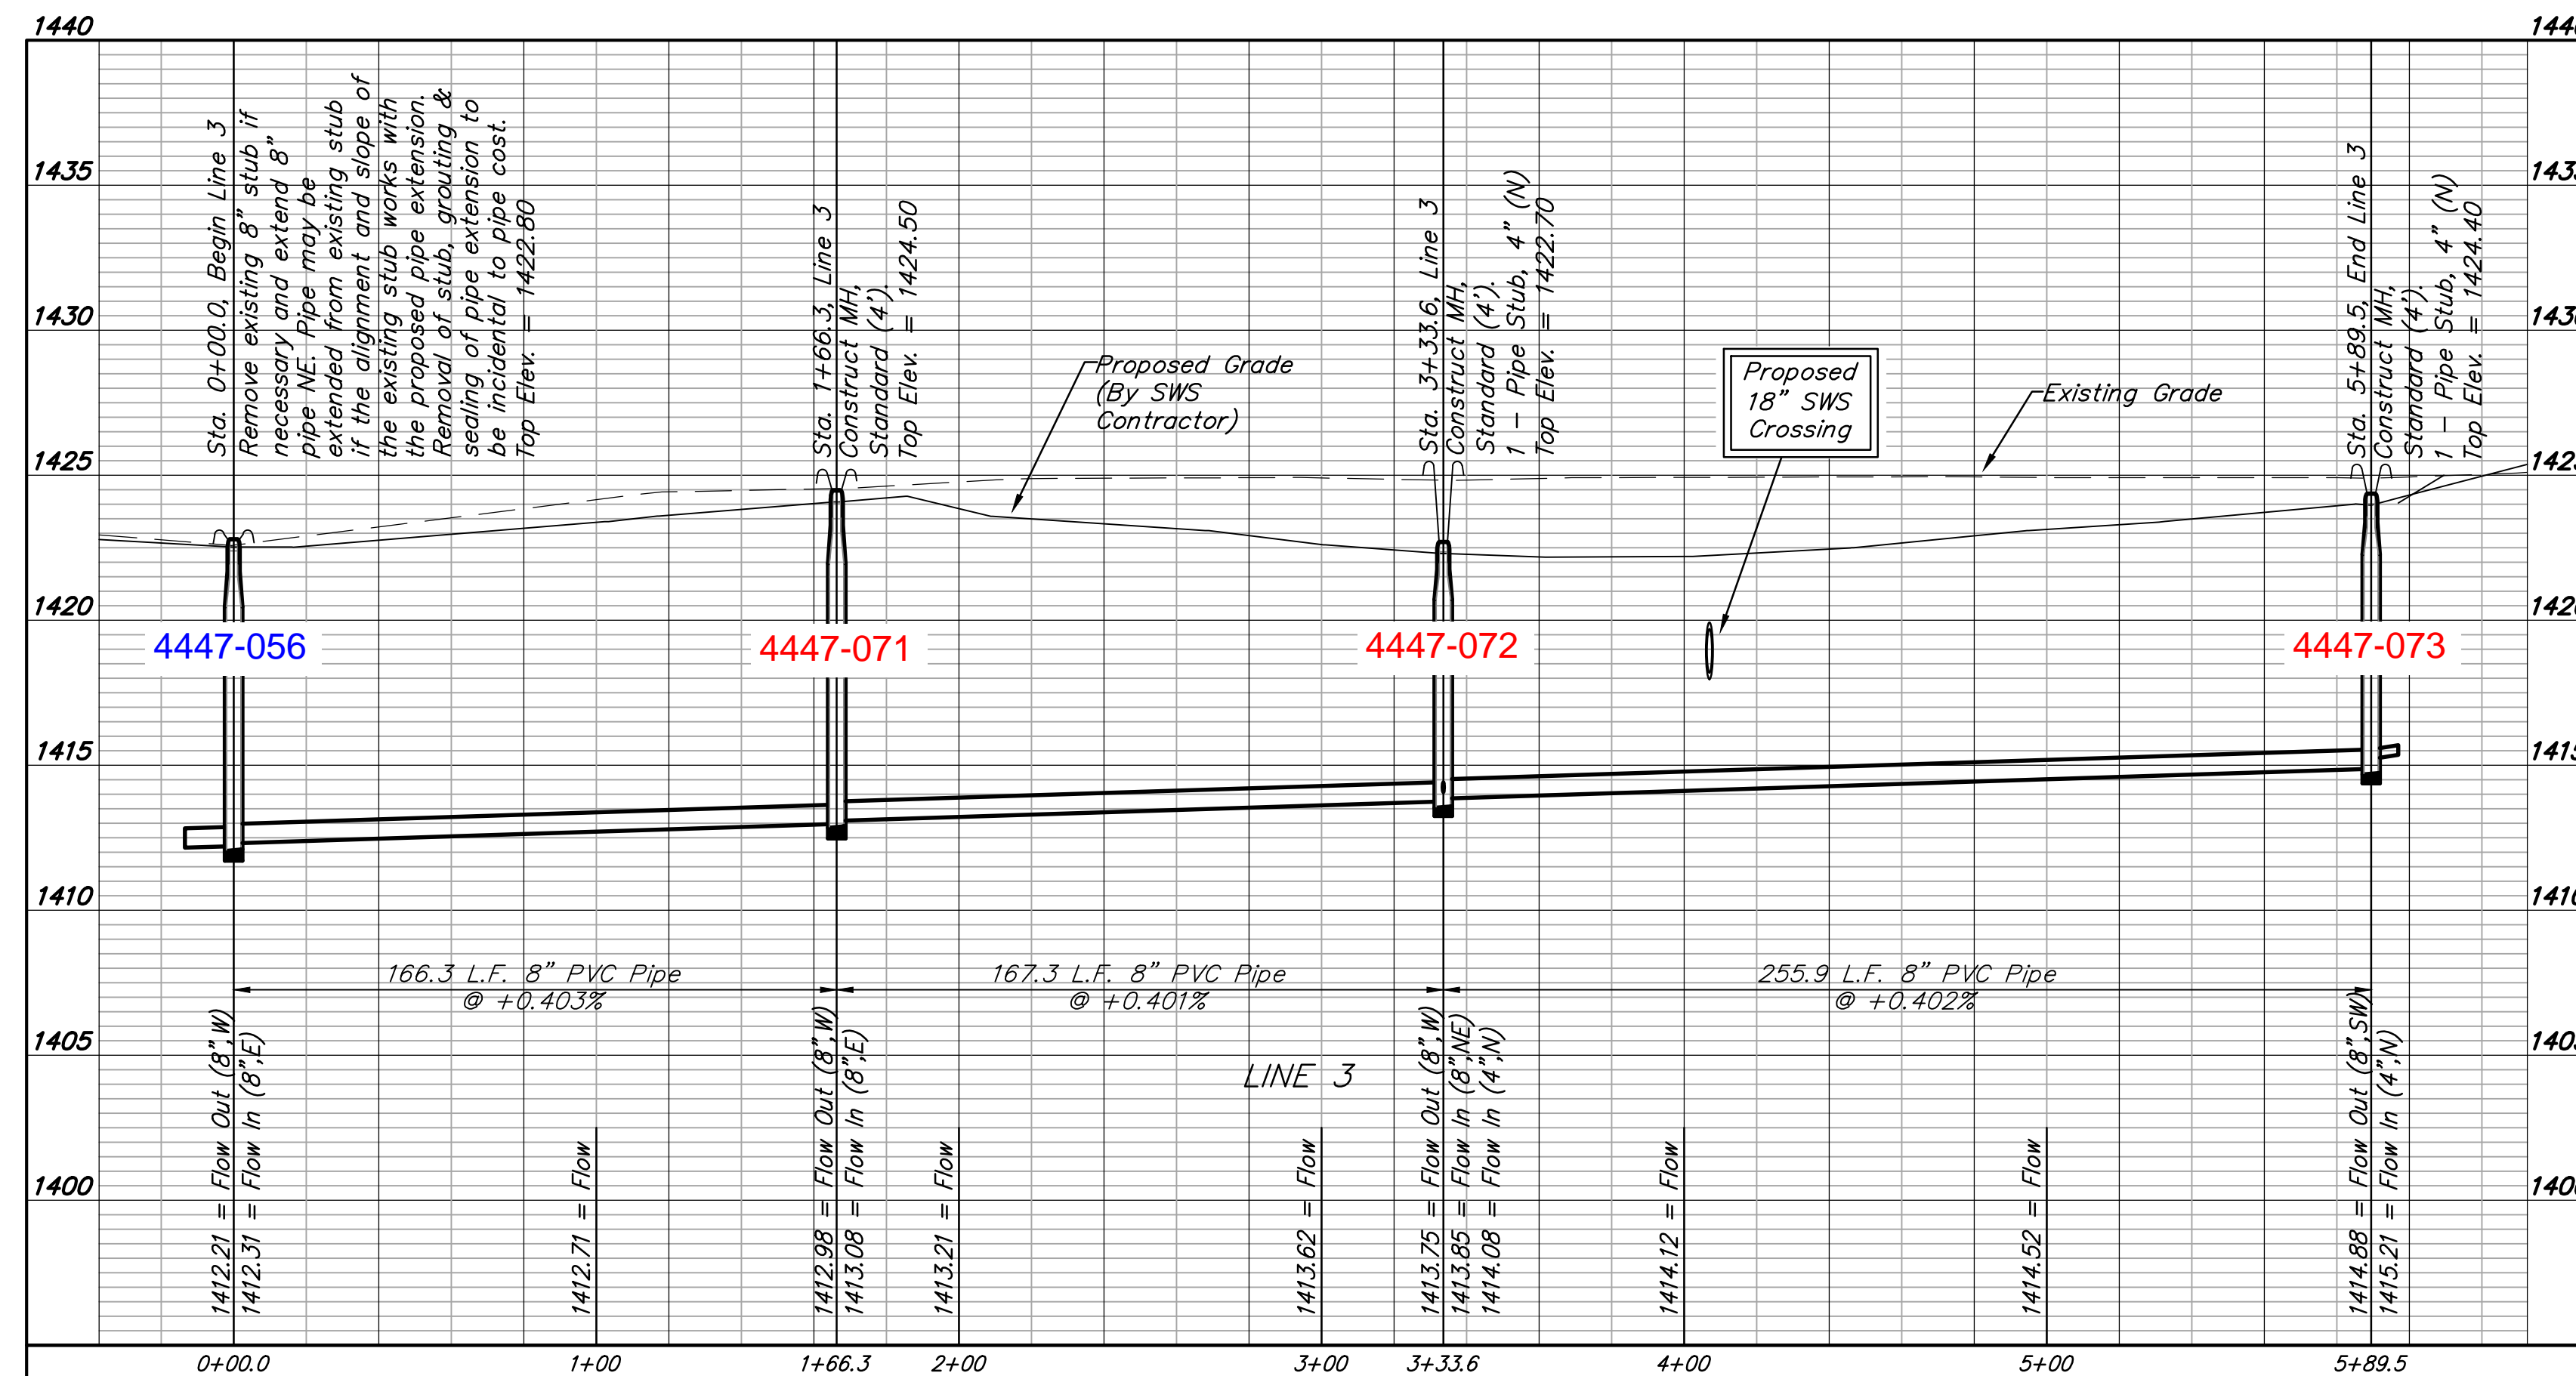 1440
1435
1430
1425
1420
1415
1410
1405
1400
Sta. 0+00.0, Begin Line 3
Remove existing 8" stub if
necessary and extend 8"
pipe NE. Pipe may be
extended from existing stub
if the alignment and slope of
the existing stub works with
the proposed pipe extension.
Removal of stub, grouting &
sealing of pipe extension to
be incidental to pipe cost.
Top Elev. = 1422.80
Sta. 1+66.3, Line 3
Construct MH,
Standard (4').
Top Elev. = 1424.50
Proposed Grade
(By SWS
Contractor)
Sta. 3+33.6, Line 3
Construct MH,
Standard (4').
1 - Pipe Stub, 4" (N)
Top Elev. = 1422.70
Proposed
18" SWS
Crossing
Existing Grade
Sta. 5+89.5, End Line 3
Construct MH,
Standard (4').
1 - Pipe Stub, 4" (N)
Top Elev. = 1424.40
4447-056
4447-071
4447-072
4447-073
166.3 L.F. 8" PVC Pipe
@ +0.403%
167.3 L.F. 8" PVC Pipe
@ +0.401%
255.9 L.F. 8" PVC Pipe
@ +0.402%
LINE 3
1412.21 = Flow Out (8",W)
1412.31 = Flow In (8",E)
1412.71 = Flow
1412.98 = Flow Out (8",W)
1413.08 = Flow In (8",E)
1413.21 = Flow
1413.62 = Flow
1413.75 = Flow Out (8",W)
1413.85 = Flow In (8",NE)
1414.08 = Flow In (4",N)
1414.12 = Flow
1414.52 = Flow
1414.88 = Flow Out (8",SW)
1415.21 = Flow In (4",N)
0+00.0
1+00
1+66.3
2+00
3+00
3+33.6
4+00
5+00
5+89.5